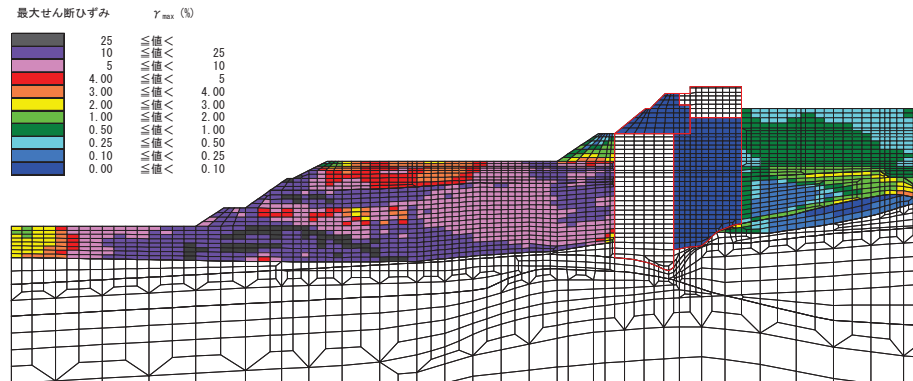 最大せん断ひずみ γmax (%)
25 ≦値<
10 ≦値< 25
5 ≦値< 10
4.00 ≦値< 5
3.00 ≦値< 4.00
2.00 ≦値< 3.00
1.00 ≦値< 2.00
0.50 ≦値< 1.00
0.25 ≦値< 0.50
0.10 ≦値< 0.25
0.00 ≦値< 0.10